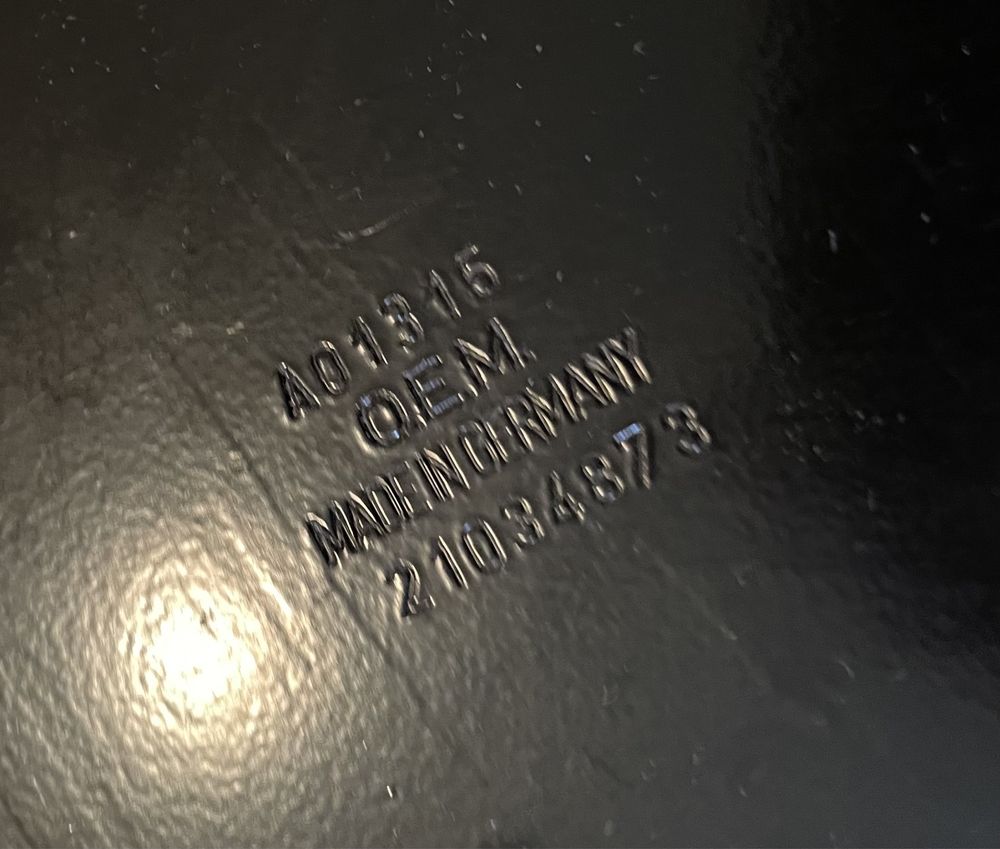 A01315
O.E.M.
MADE IN GERMANY
21034873